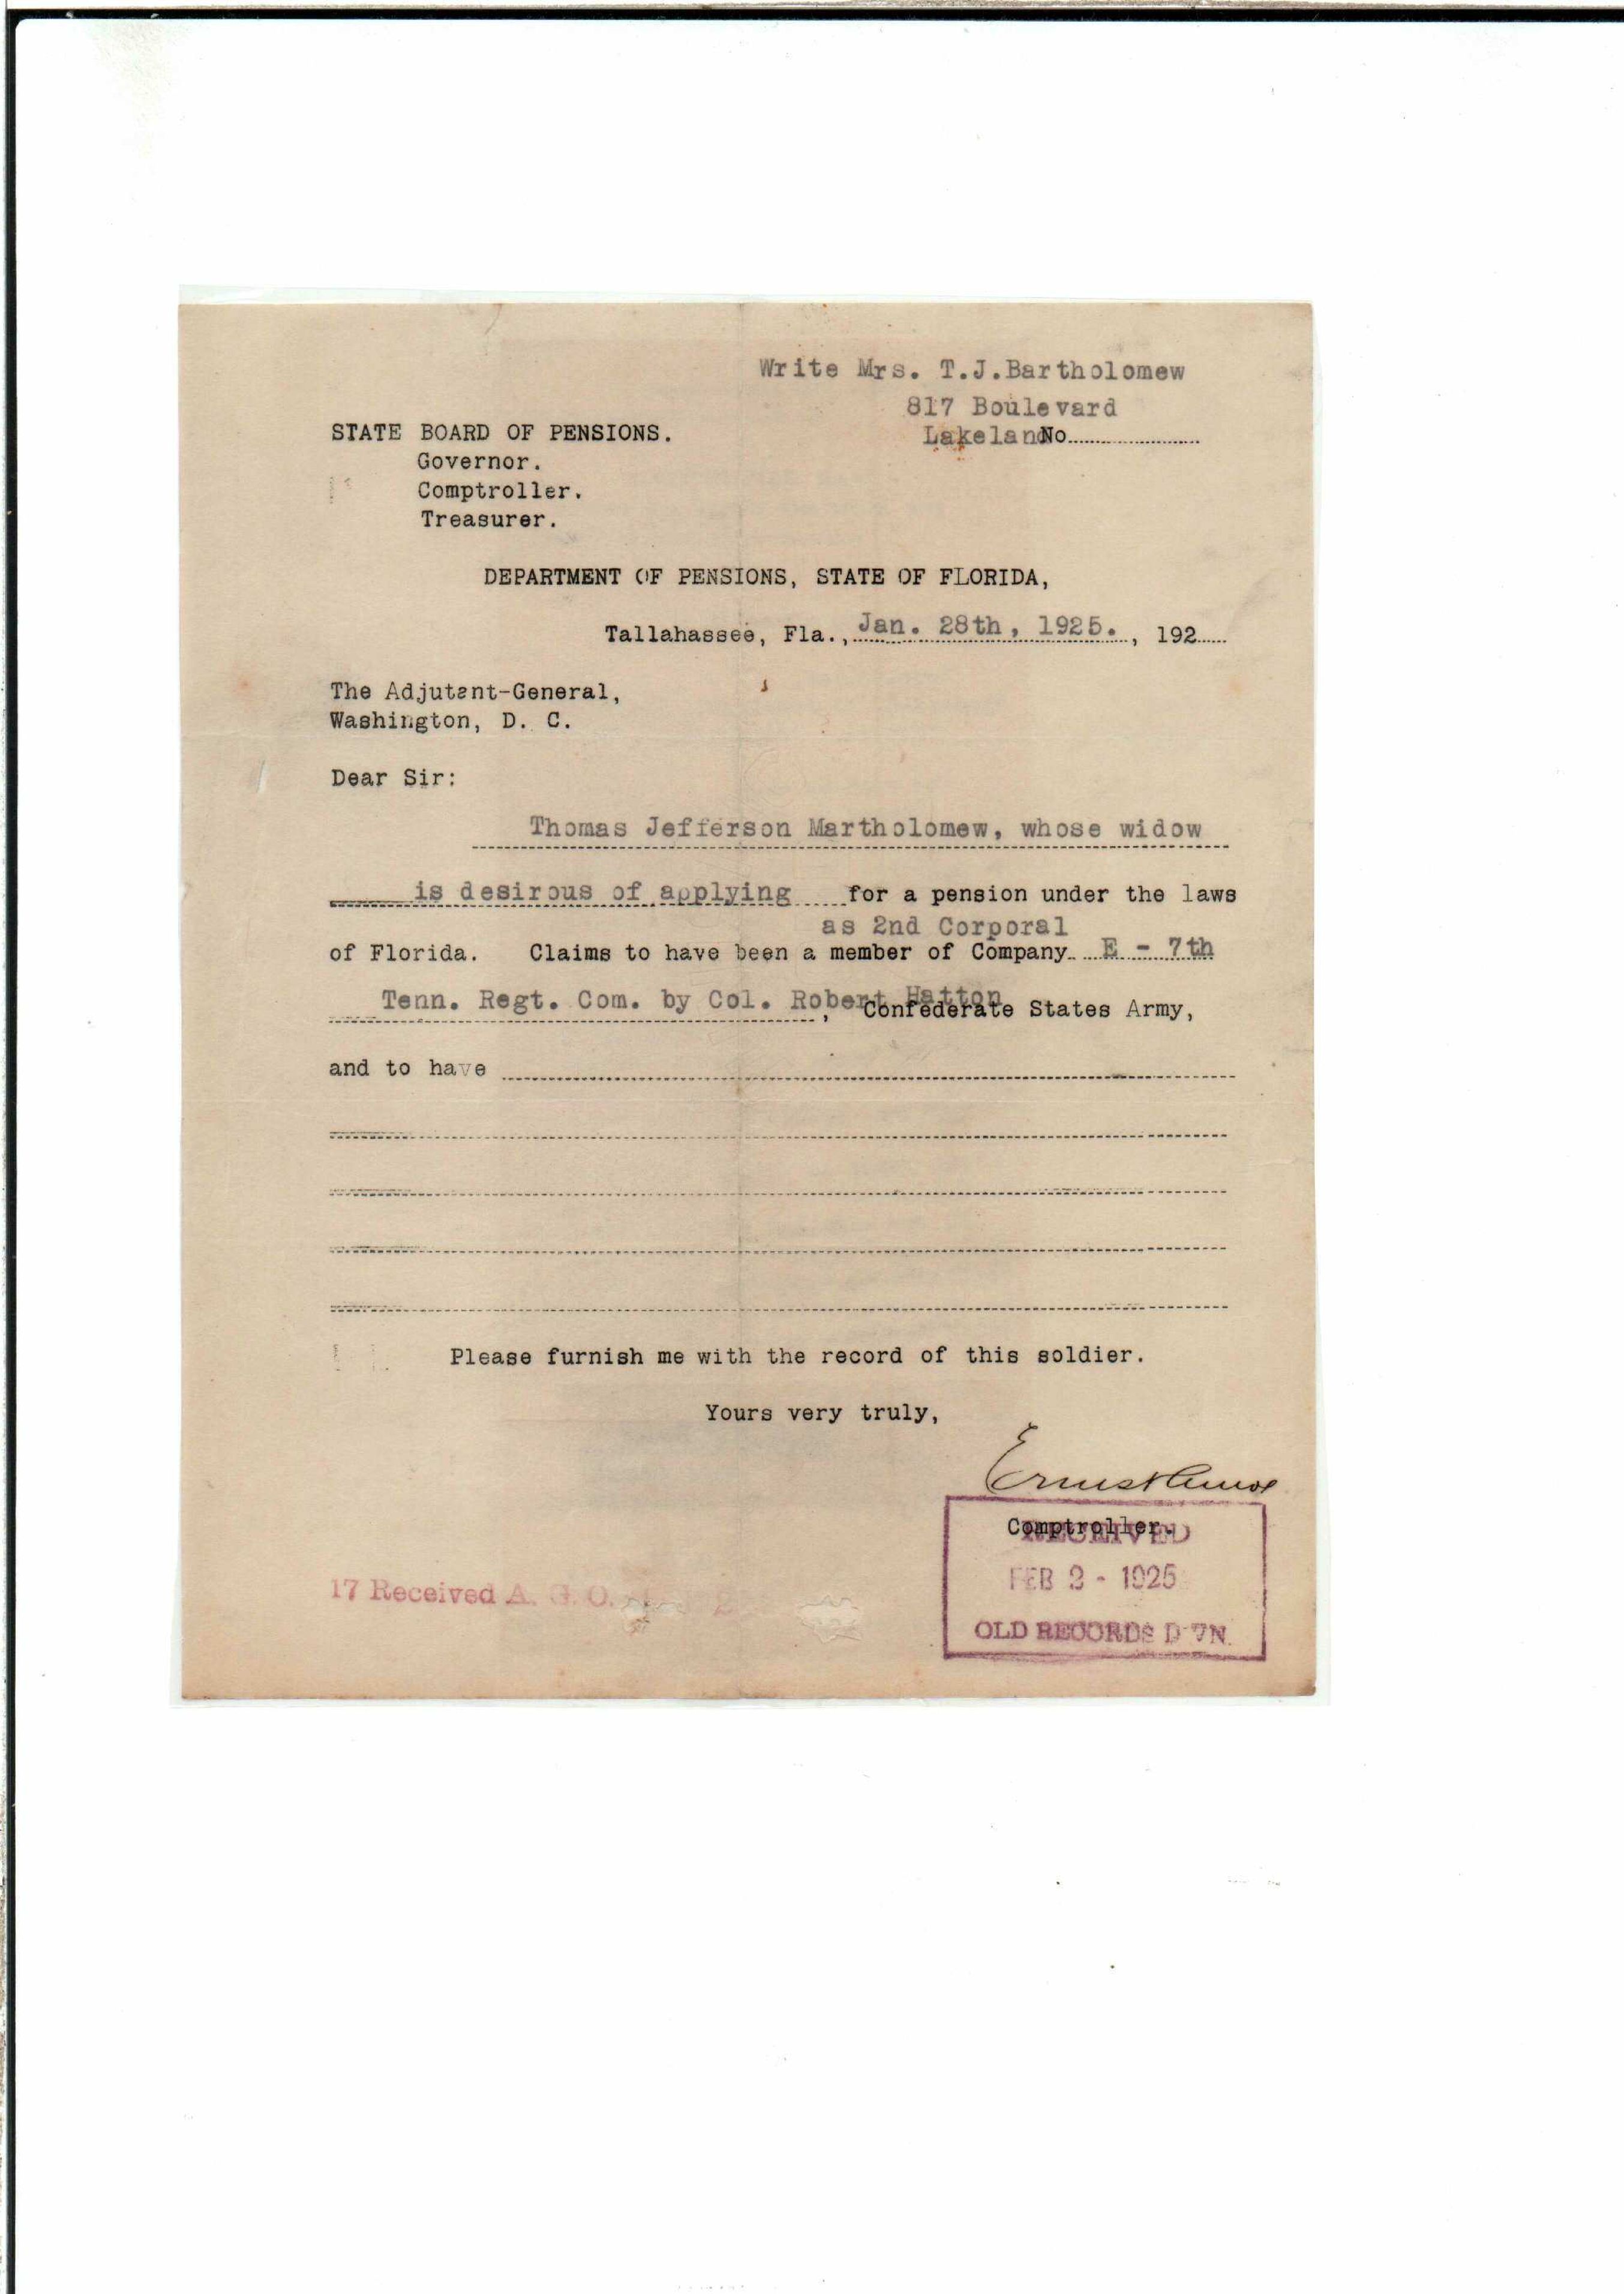 Write Mrs. T.J.Bartholomew
817 Boulevard
Lakeland No
STATE BOARD OF PENSIONS.
Governor.
Comptroller.
Treasurer.
DEPARTMENT OF PENSIONS, STATE OF FLORIDA,
Tallahassee, Fla., Jan. 28th, 1925. , 192
The Adjutant-General,
Washington, D. C.
Dear Sir:
Thomas Jefferson Martholomew, whose widow
is desirous of applying for a pension under the laws
as 2nd Corporal
of Florida. Claims to have been a member of Company E - 7th
Tenn. Regt. Com. by Col. Robert Hatton, Confederate States Army,
and to have
Please furnish me with the record of this soldier.
Yours very truly,
Ernest Amos
Comptroller.
RECEIVED
FEB 2 - 1925
OLD RECORDS
17 Received A. G. O.